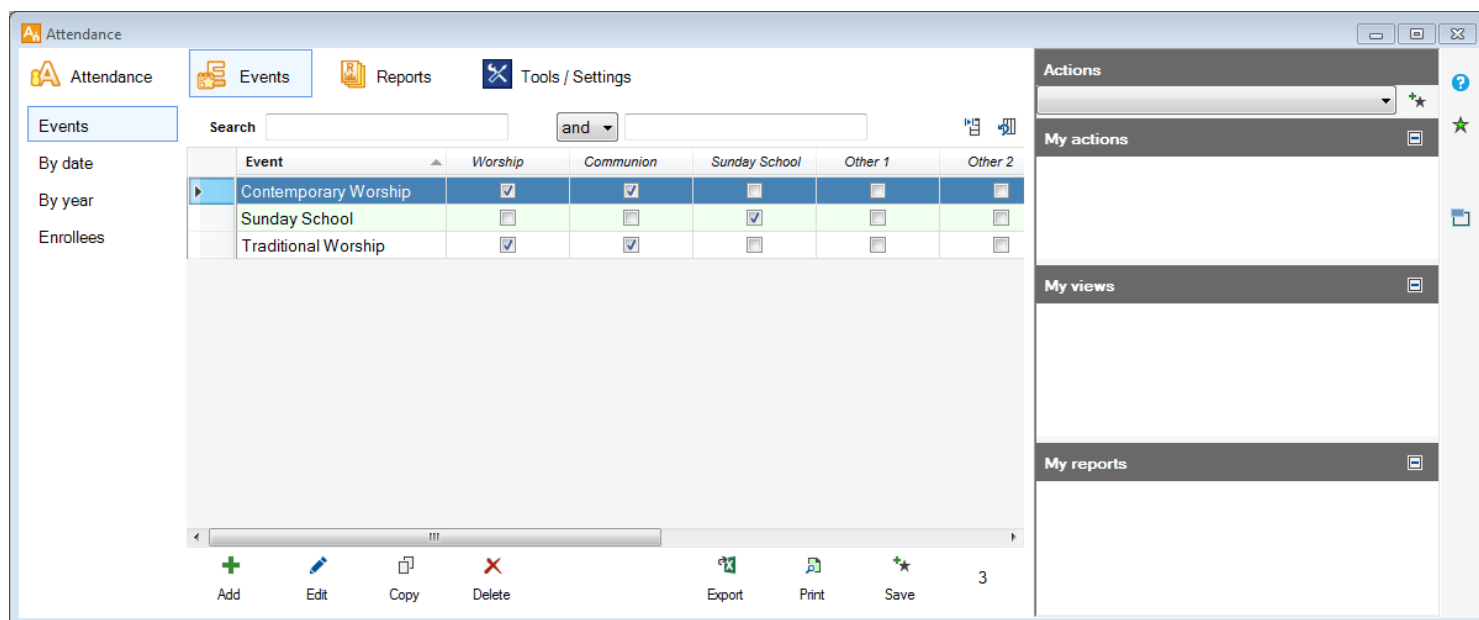 Attendance
Attendance Events Reports Tools / Settings
Actions
Events
By date
By year
Enrollees
Search and
Event Worship Communion Sunday School Other 1 Other 2
Contemporary Worship
Sunday School
Traditional Worship
My actions
My views
My reports
Add Edit Copy Delete Export Print Save 3